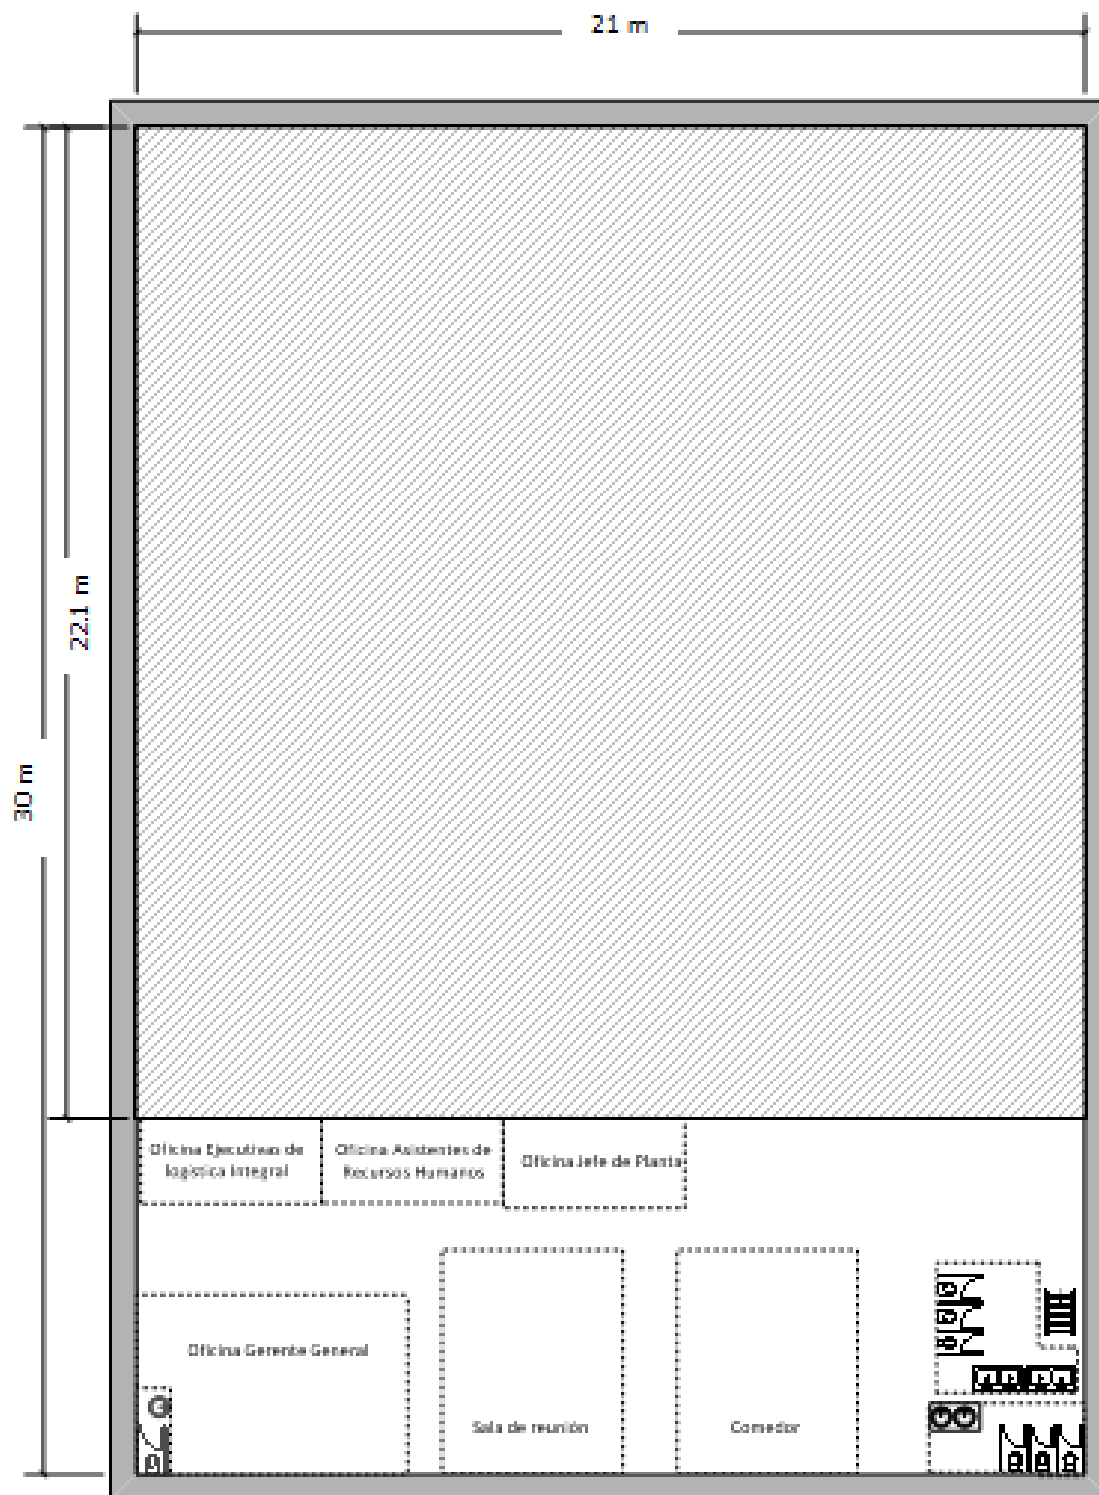 21 m
22.1 m
30 m
Oficina Ejecutivas de
logística integral
Oficina Asistentes de
Recursos Humanos
Oficina Jefe de Planta
Oficina Gerente General
Sala de reunión
Comedor